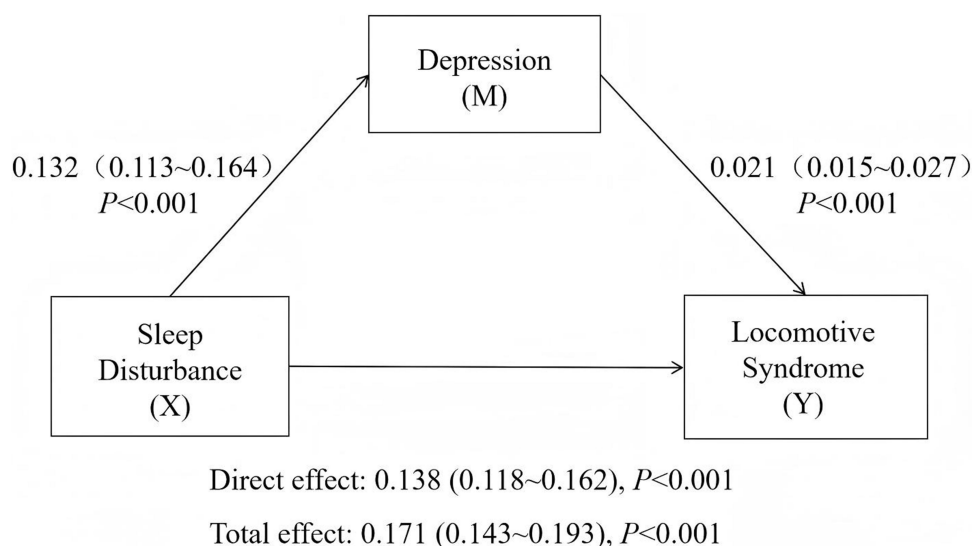 Depression
(M)
0.132（0.113~0.164）
P<0.001
0.021（0.015~0.027）
P<0.001
Sleep
Disturbance
(X)
Locomotive
Syndrome
(Y)
Direct effect: 0.138 (0.118~0.162), P<0.001
Total effect: 0.171 (0.143~0.193), P<0.001